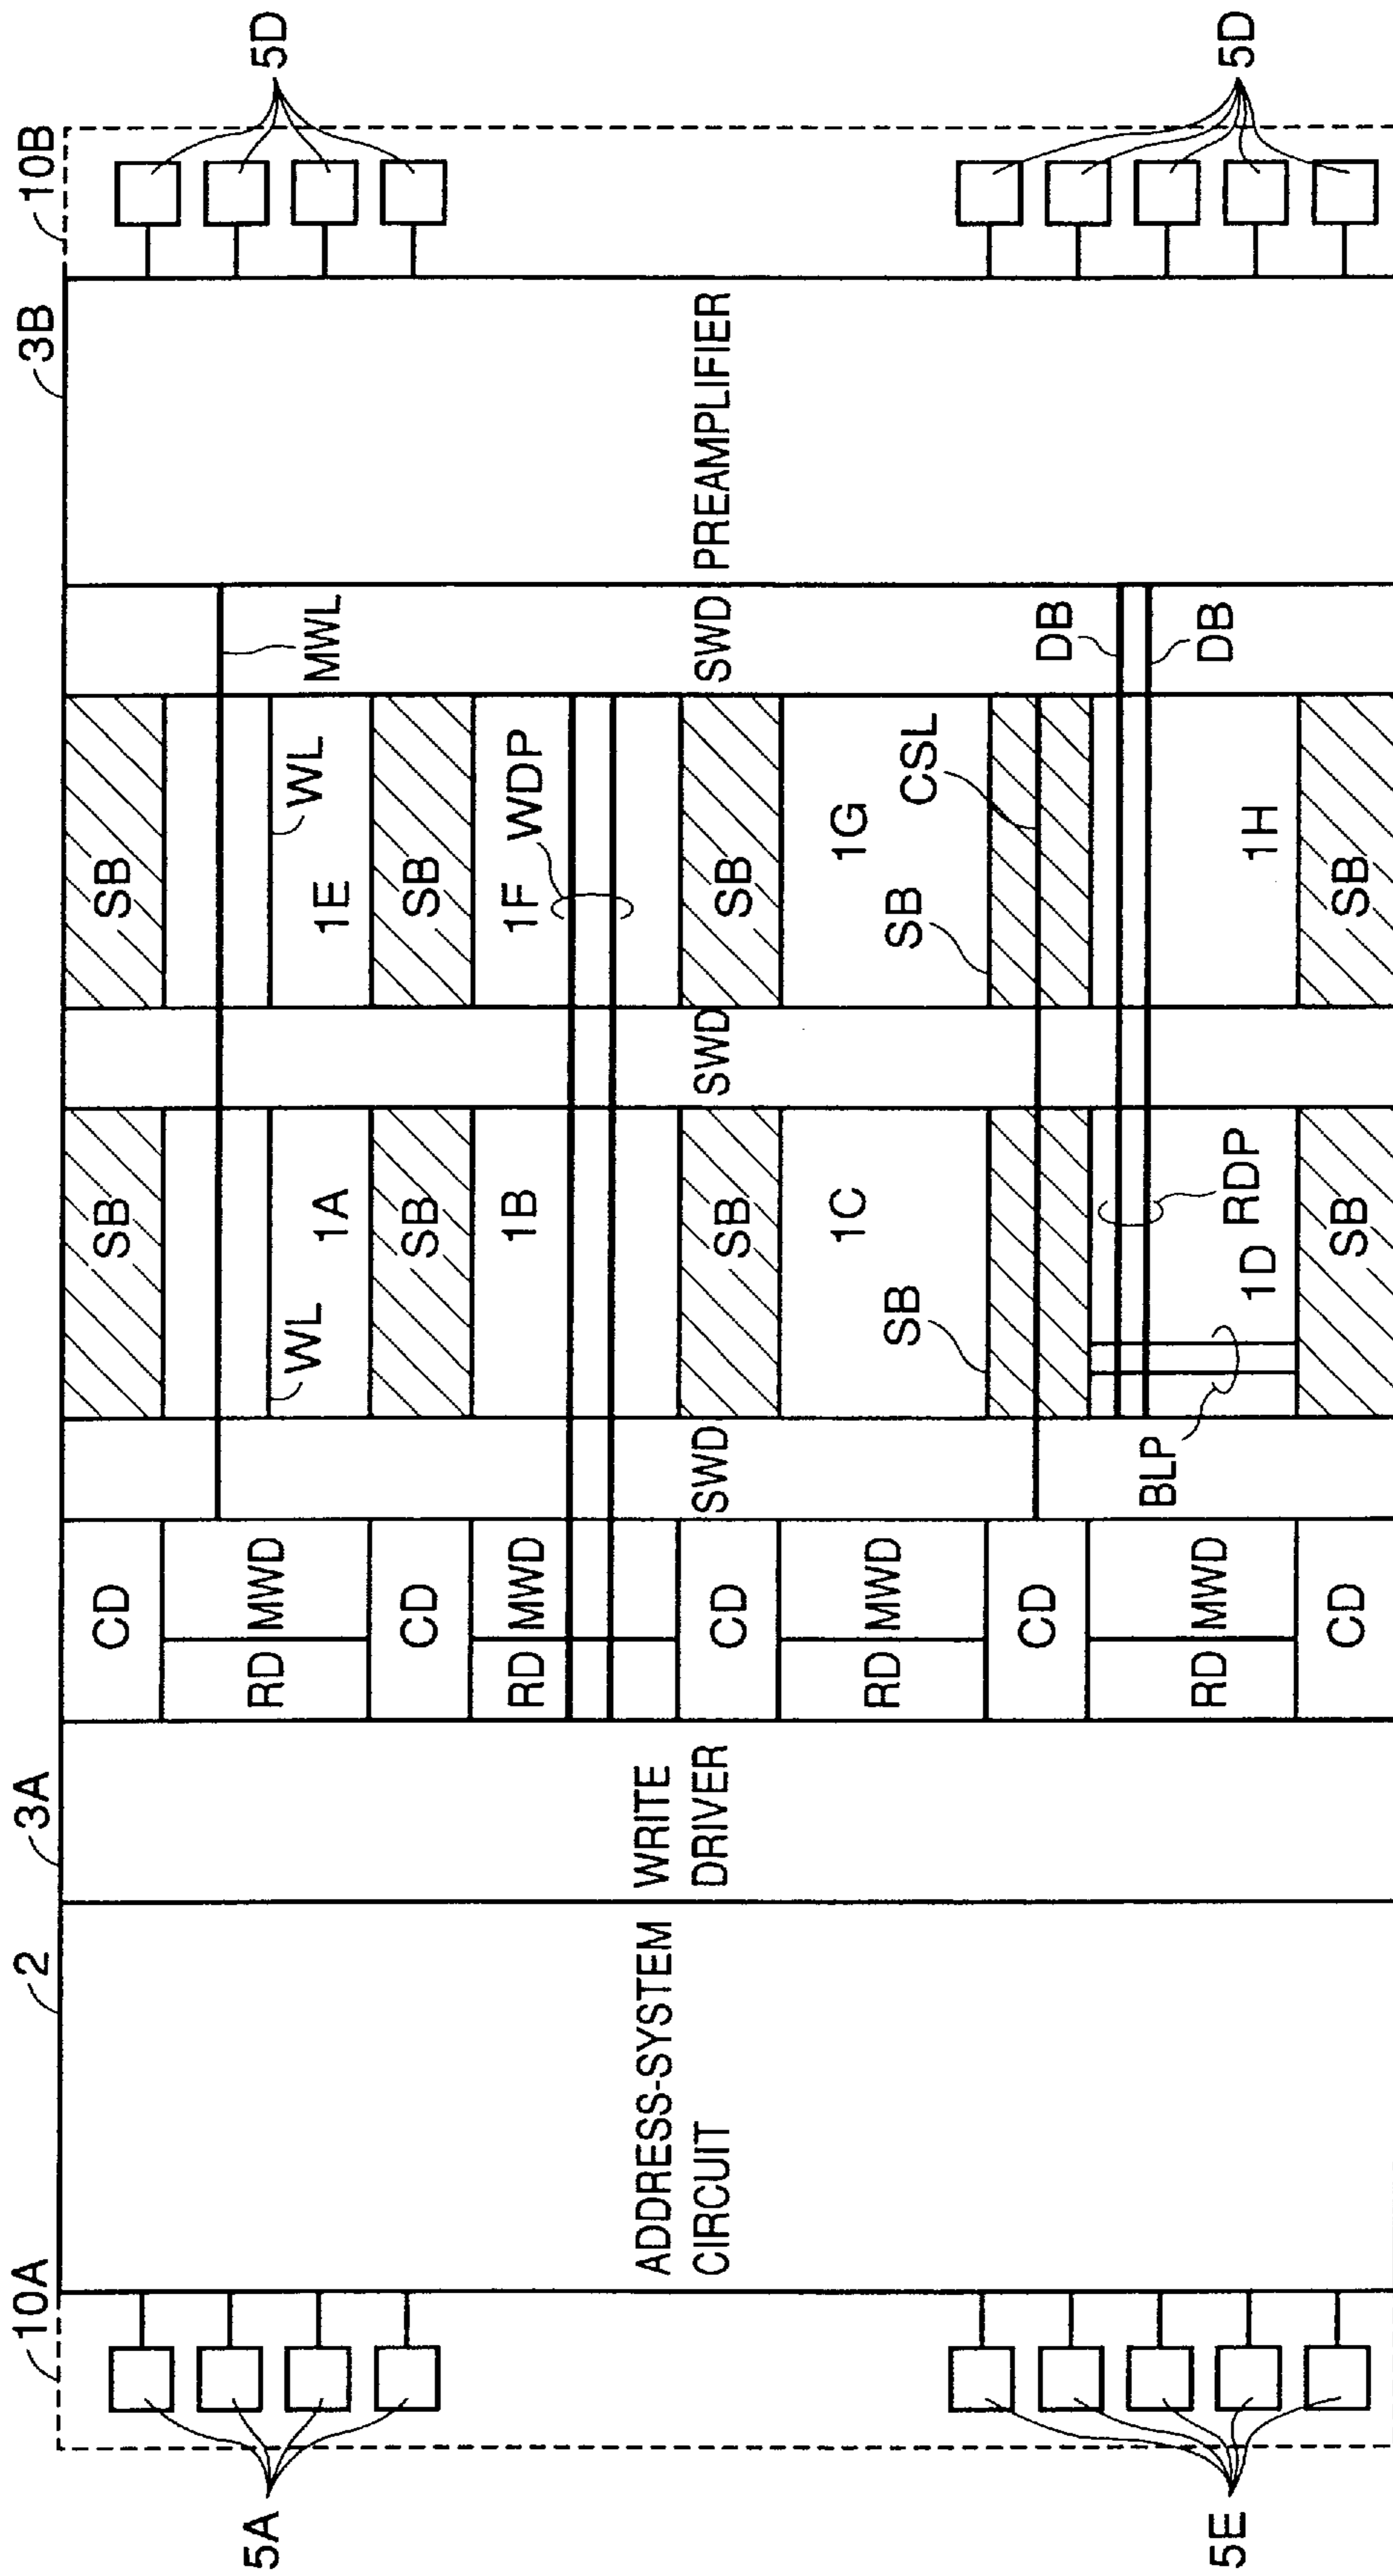 10A
2
3A
3B
10B
5A
5E
ADDRESS-SYSTEM
CIRCUIT
WRITE
DRIVER
CD
RD
MWD
CD
RD
MWD
CD
RD
MWD
CD
RD
MWD
CD
SWD
SB
WL
1A
SB
1B
SB
1C
SB
BLP
1D
RDP
SB
SWD
SB
1E
WL
SB
1F
WDP
SB
1G
SB
CSL
1H
SB
MWL
SWD
DB
DB
PREAMPLIFIER
5D
5D